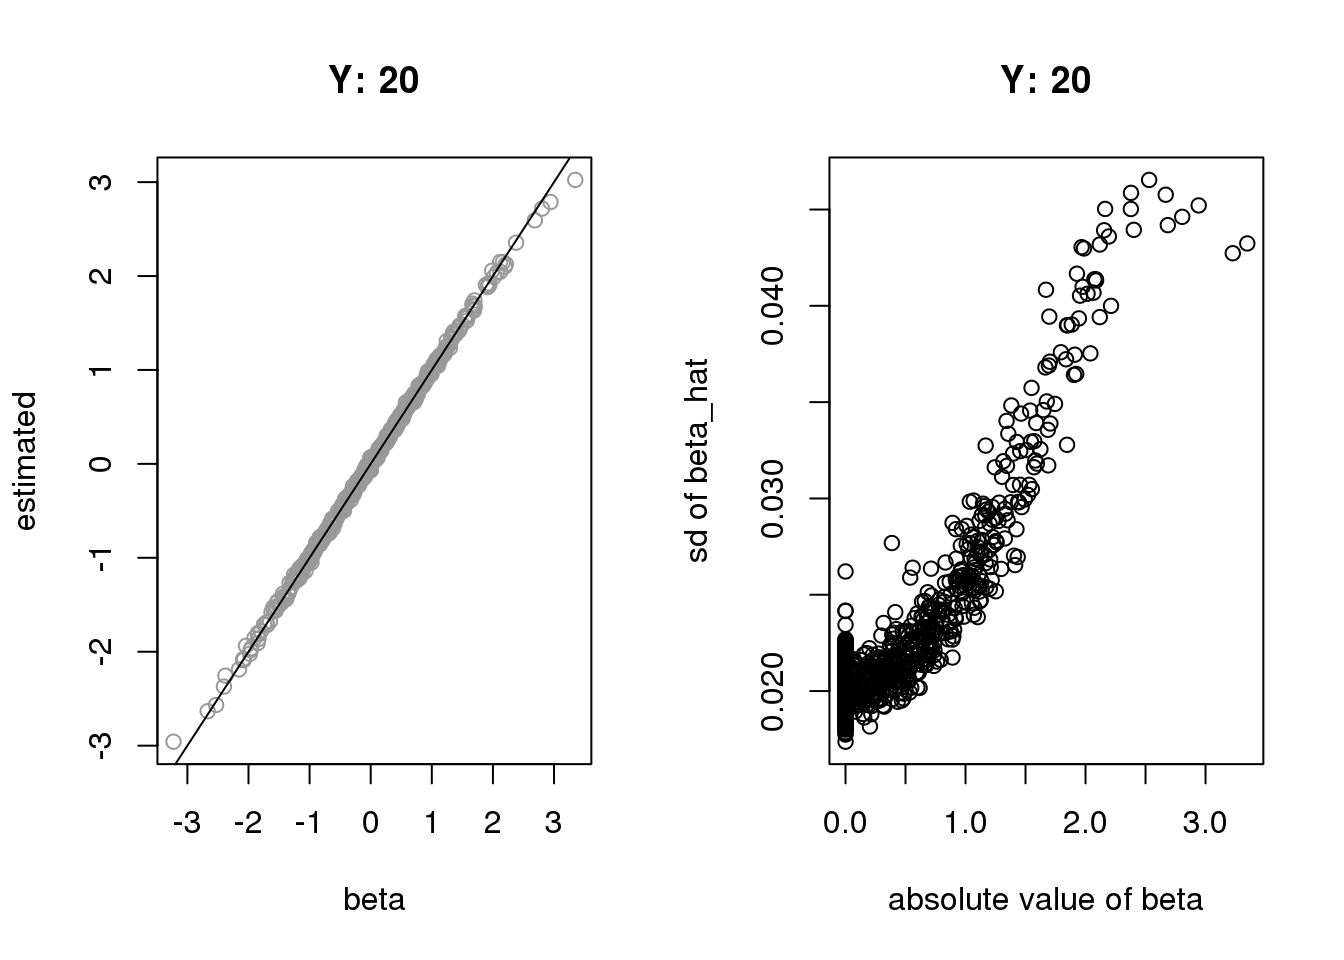 Y: 20
estimated
3
2
1
0
-1
-2
-3
-3 -2 -1 0 1 2 3
beta
Y: 20
sd of beta_hat
0.040
0.030
0.020
0.0 1.0 2.0 3.0
absolute value of beta